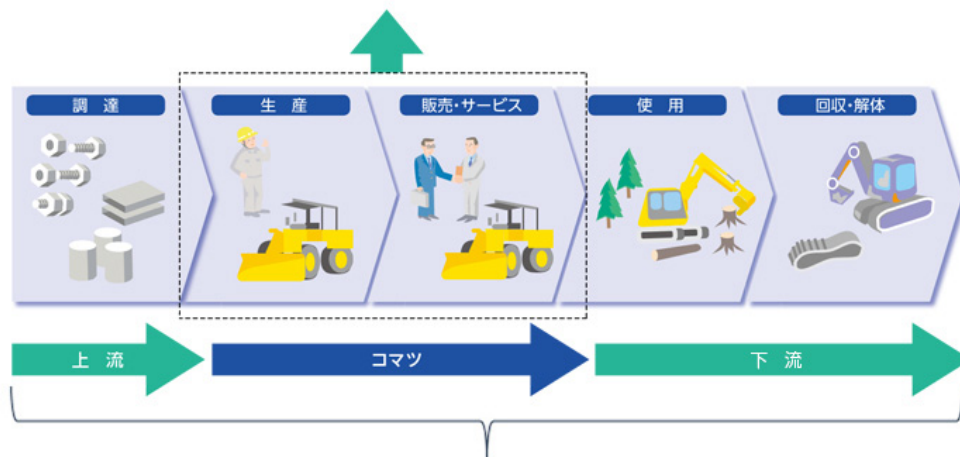 調達
生産
販売・サービス
使用
回収・解体
上流
コマツ
下流